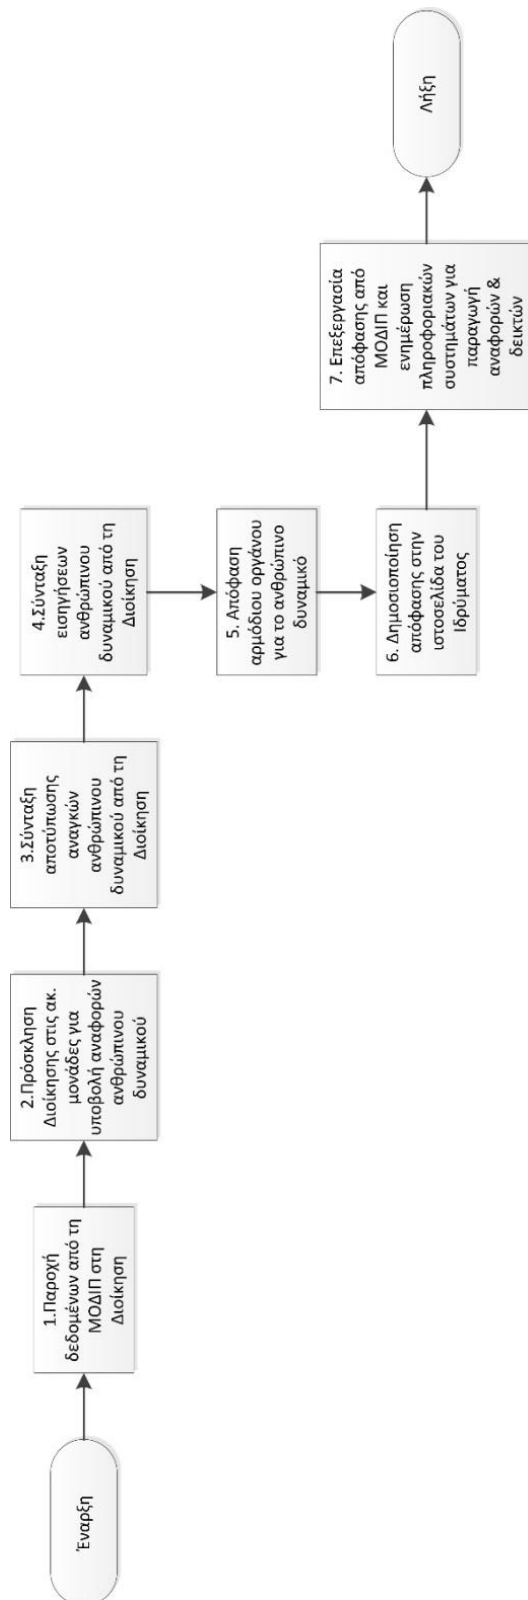 Έναρξη
1.Παροχή
δεδομένων από τη
ΜΟΔΙΠ στη
Διοίκηση
2.Πρόσκληση
Διοίκησης στις ακ.
μονάδες για
υποβολή αναφορών
ανθρώπινου
δυναμικού
3.Σύνταξη
αποτύπωσης
αναγκών
ανθρώπινου
δυναμικού από τη
Διοίκηση
4.Σύνταξη
εισηγήσεων
ανθρώπινου
δυναμικού από τη
Διοίκηση
5. Απόφαση
αρμόδιου οργάνου
για το ανθρώπινο
δυναμικό
6. Δημοσιοποίηση
απόφασης στην
ιστοσελίδα του
Ιδρύματος
7. Επεξεργασία
απόφασης από
ΜΟΔΙΠ και
ενημέρωση
πληροφοριακών
συστημάτων για
παραγωγή
αναφορών &
δεικτών
Λήξη